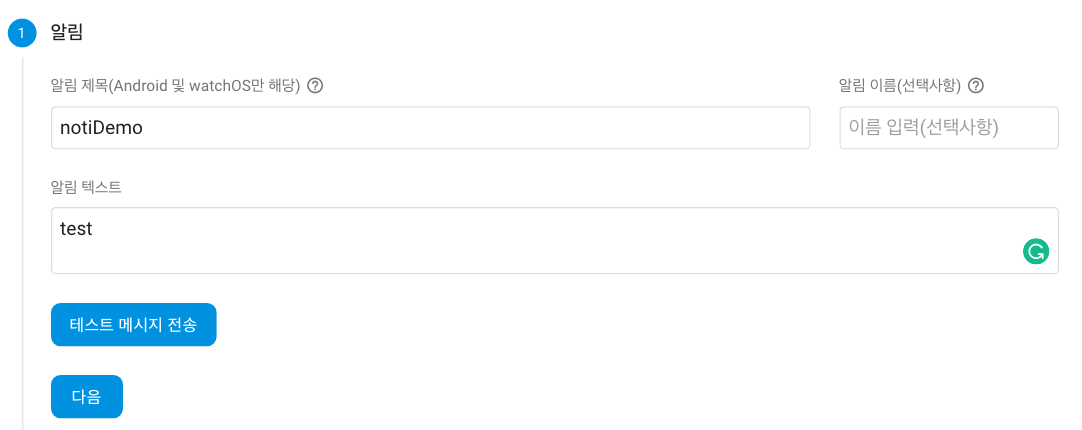 1 알림
알림 제목(Android 및 watchOS만 해당) ?
알림 이름(선택사항) ?
notiDemo
이름 입력(선택사항)
알림 텍스트
test
테스트 메시지 전송
다음